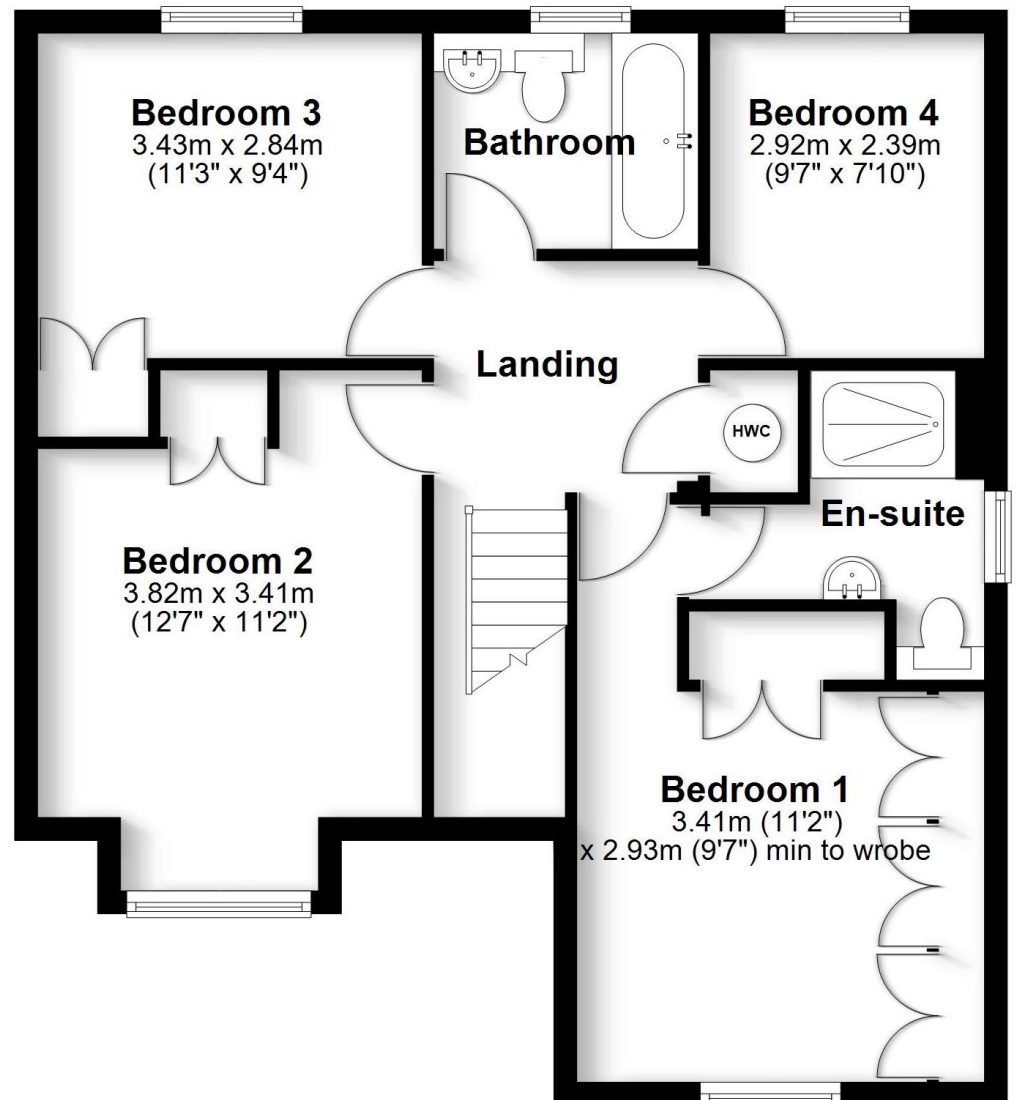 Bedroom 3
3.43m x 2.84m
(11'3" x 9'4")
Bathroom
Bedroom 4
2.92m x 2.39m
(9'7" x 7'10")
Landing
HWC
En-suite
Bedroom 2
3.82m x 3.41m
(12'7" x 11'2")
Bedroom 1
3.41m (11'2")
x 2.93m (9'7") min to wrobe